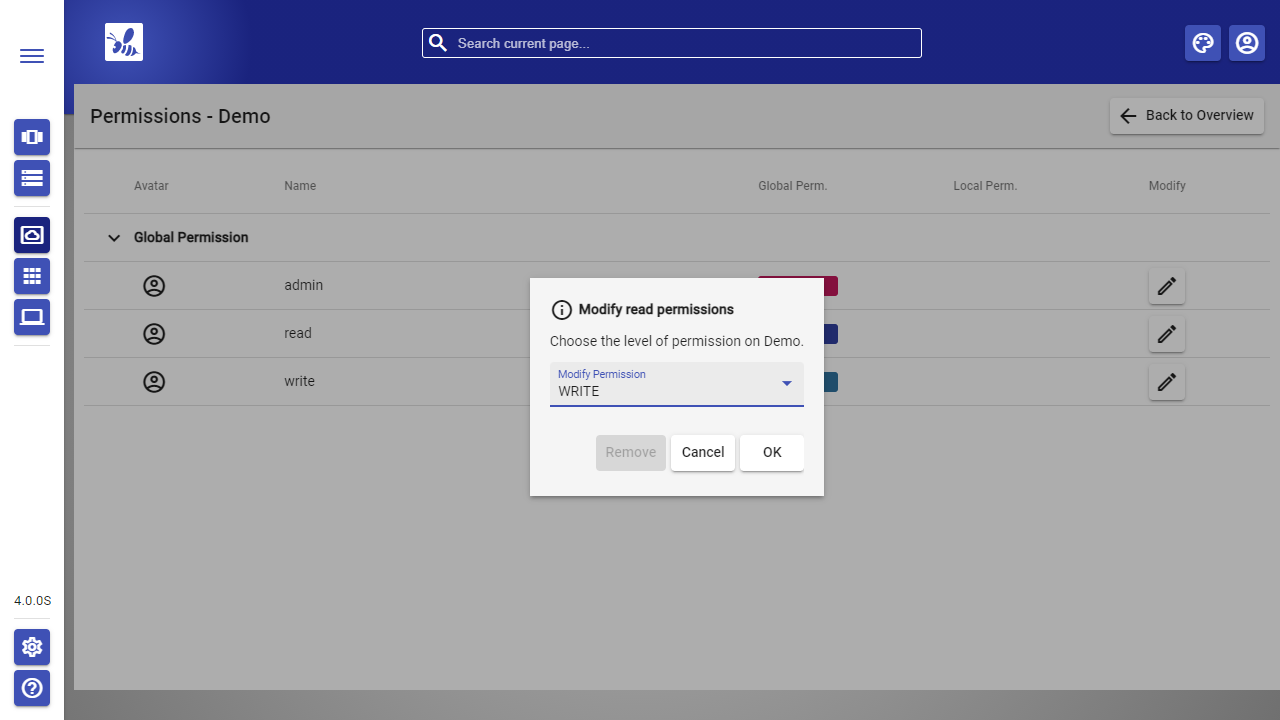 Search current page...
Permissions - Demo
Back to Overview
Avatar Name Global Perm. Local Perm. Modify
Global Permission
admin
read
write
Modify read permissions
Choose the level of permission on Demo.
Modify Permission
WRITE
Remove Cancel OK
4.0.0S